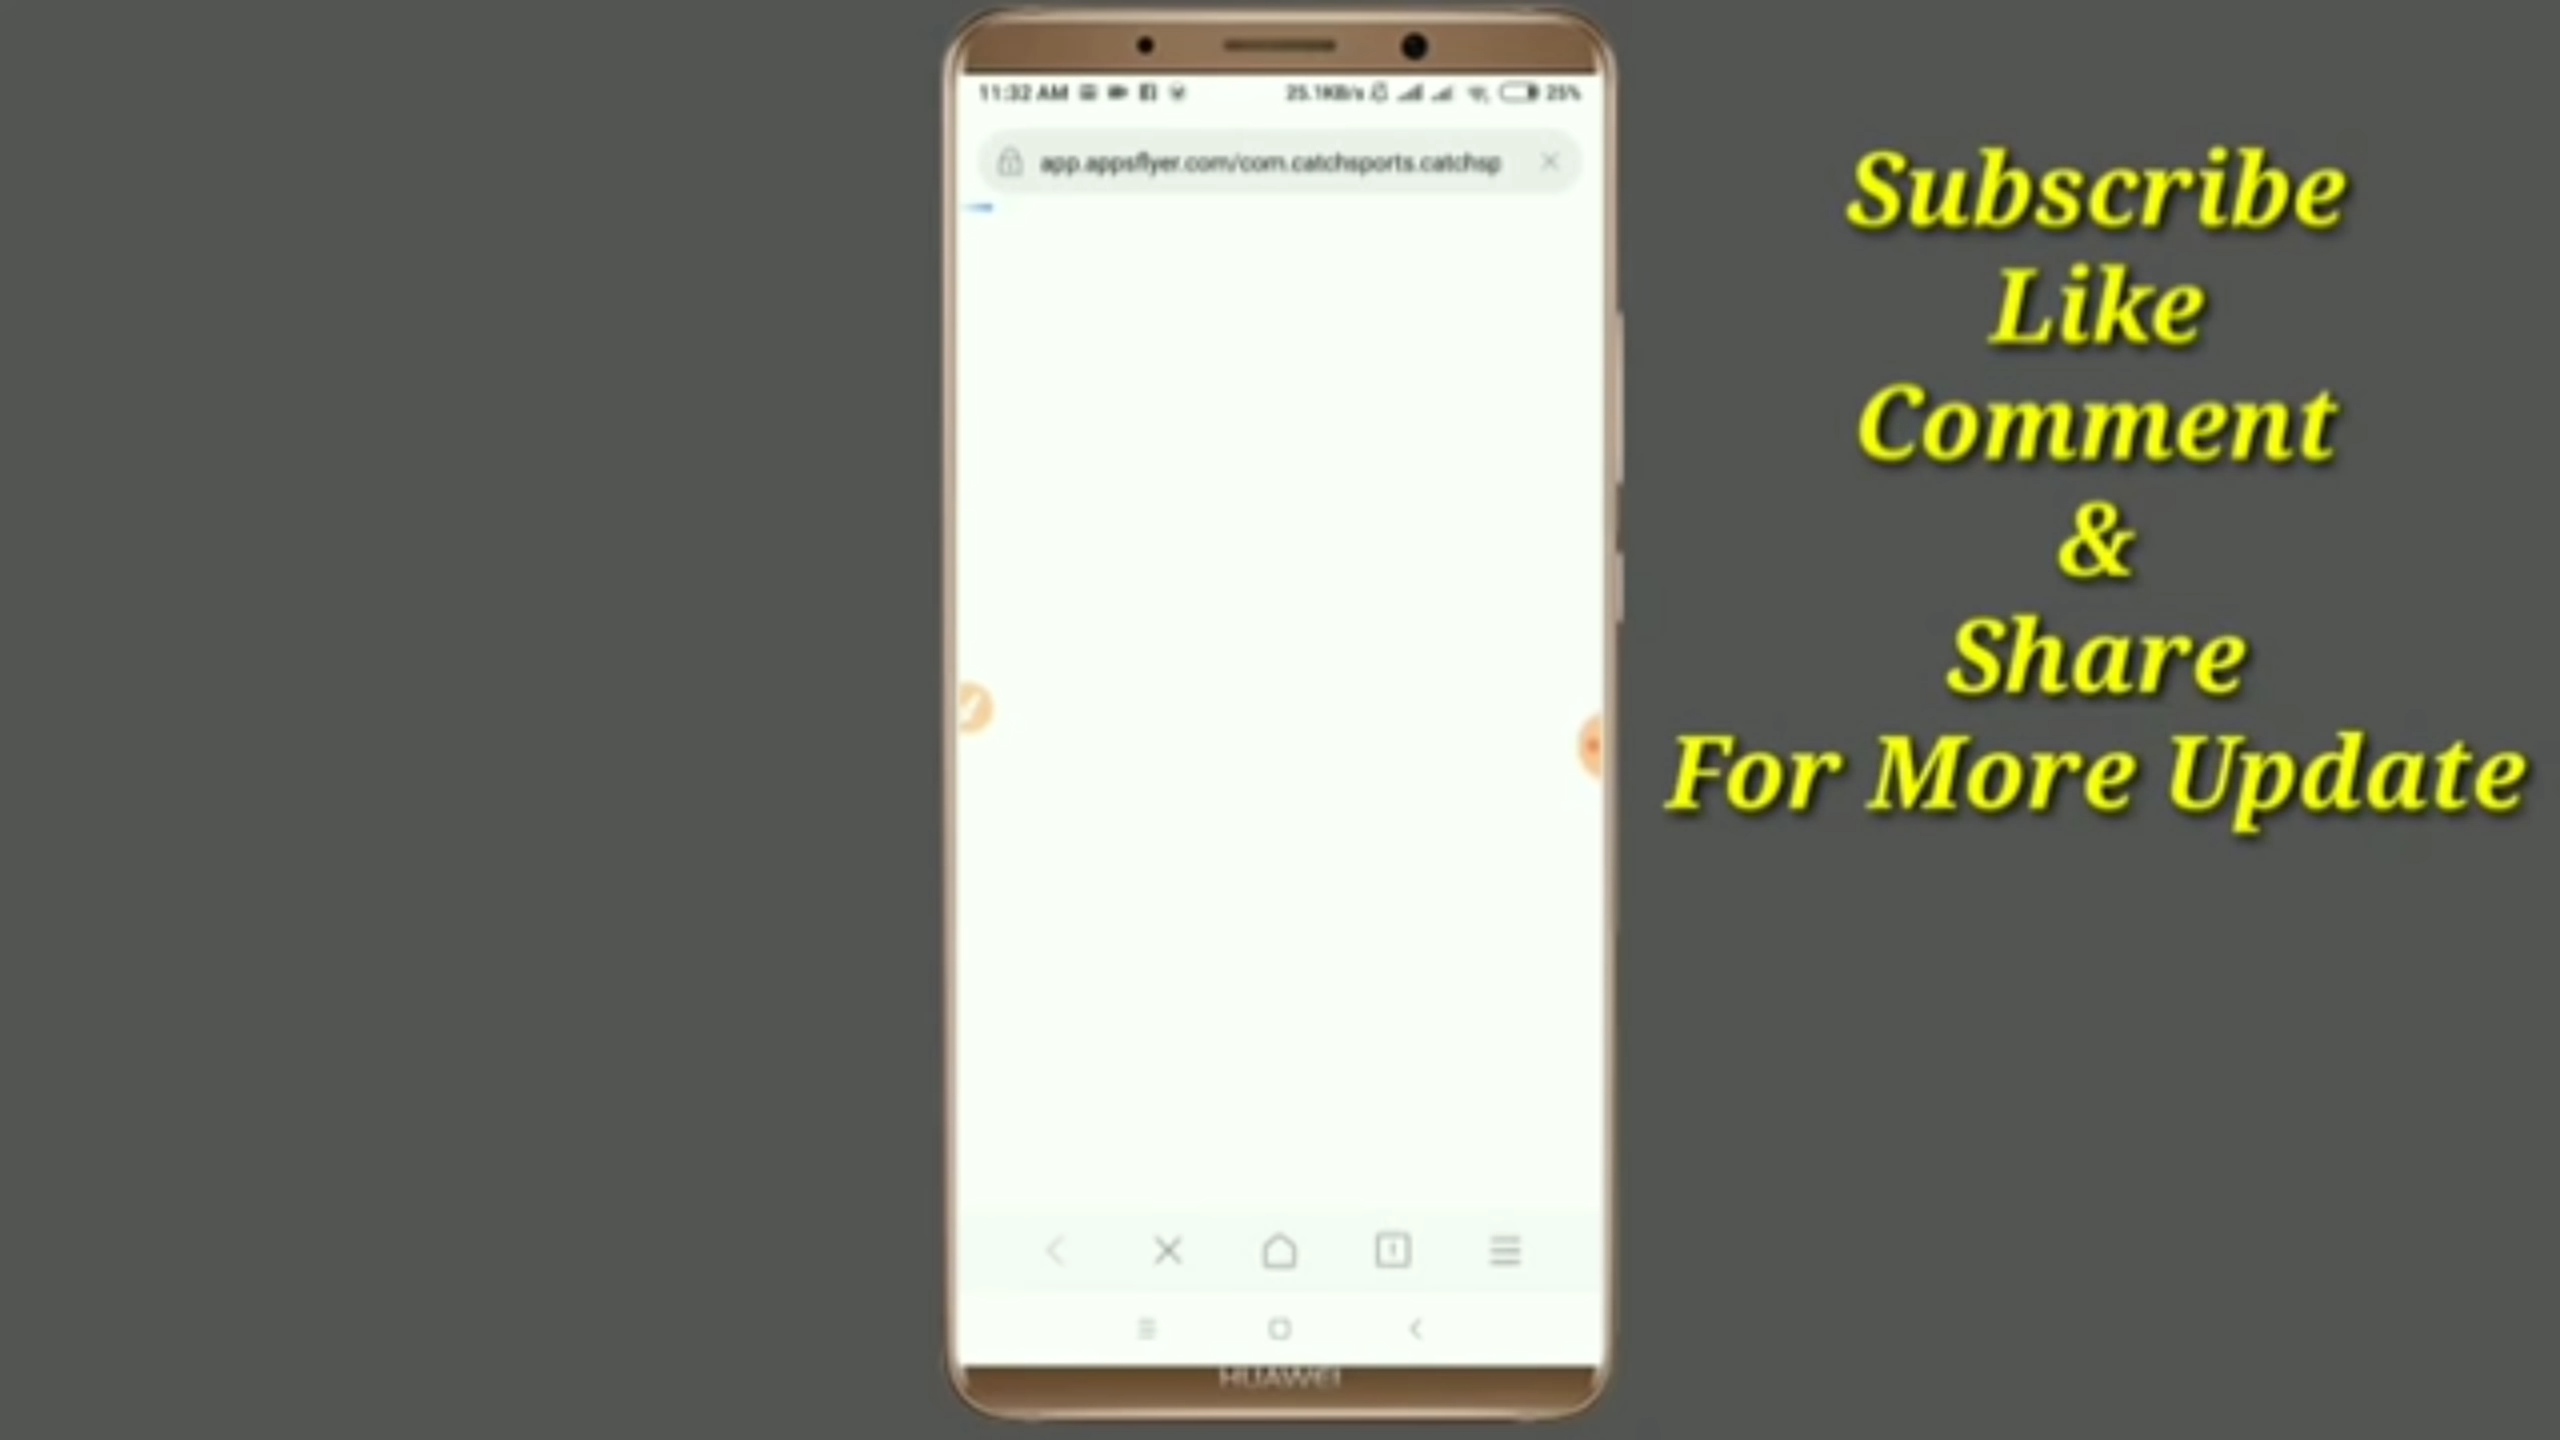 11:32 AM 25.1KB/s 25%
app.appsflyer.com/com.catchsports.catchsp
Subscribe
Like
Comment
&
Share
For More Update
HUAWEI